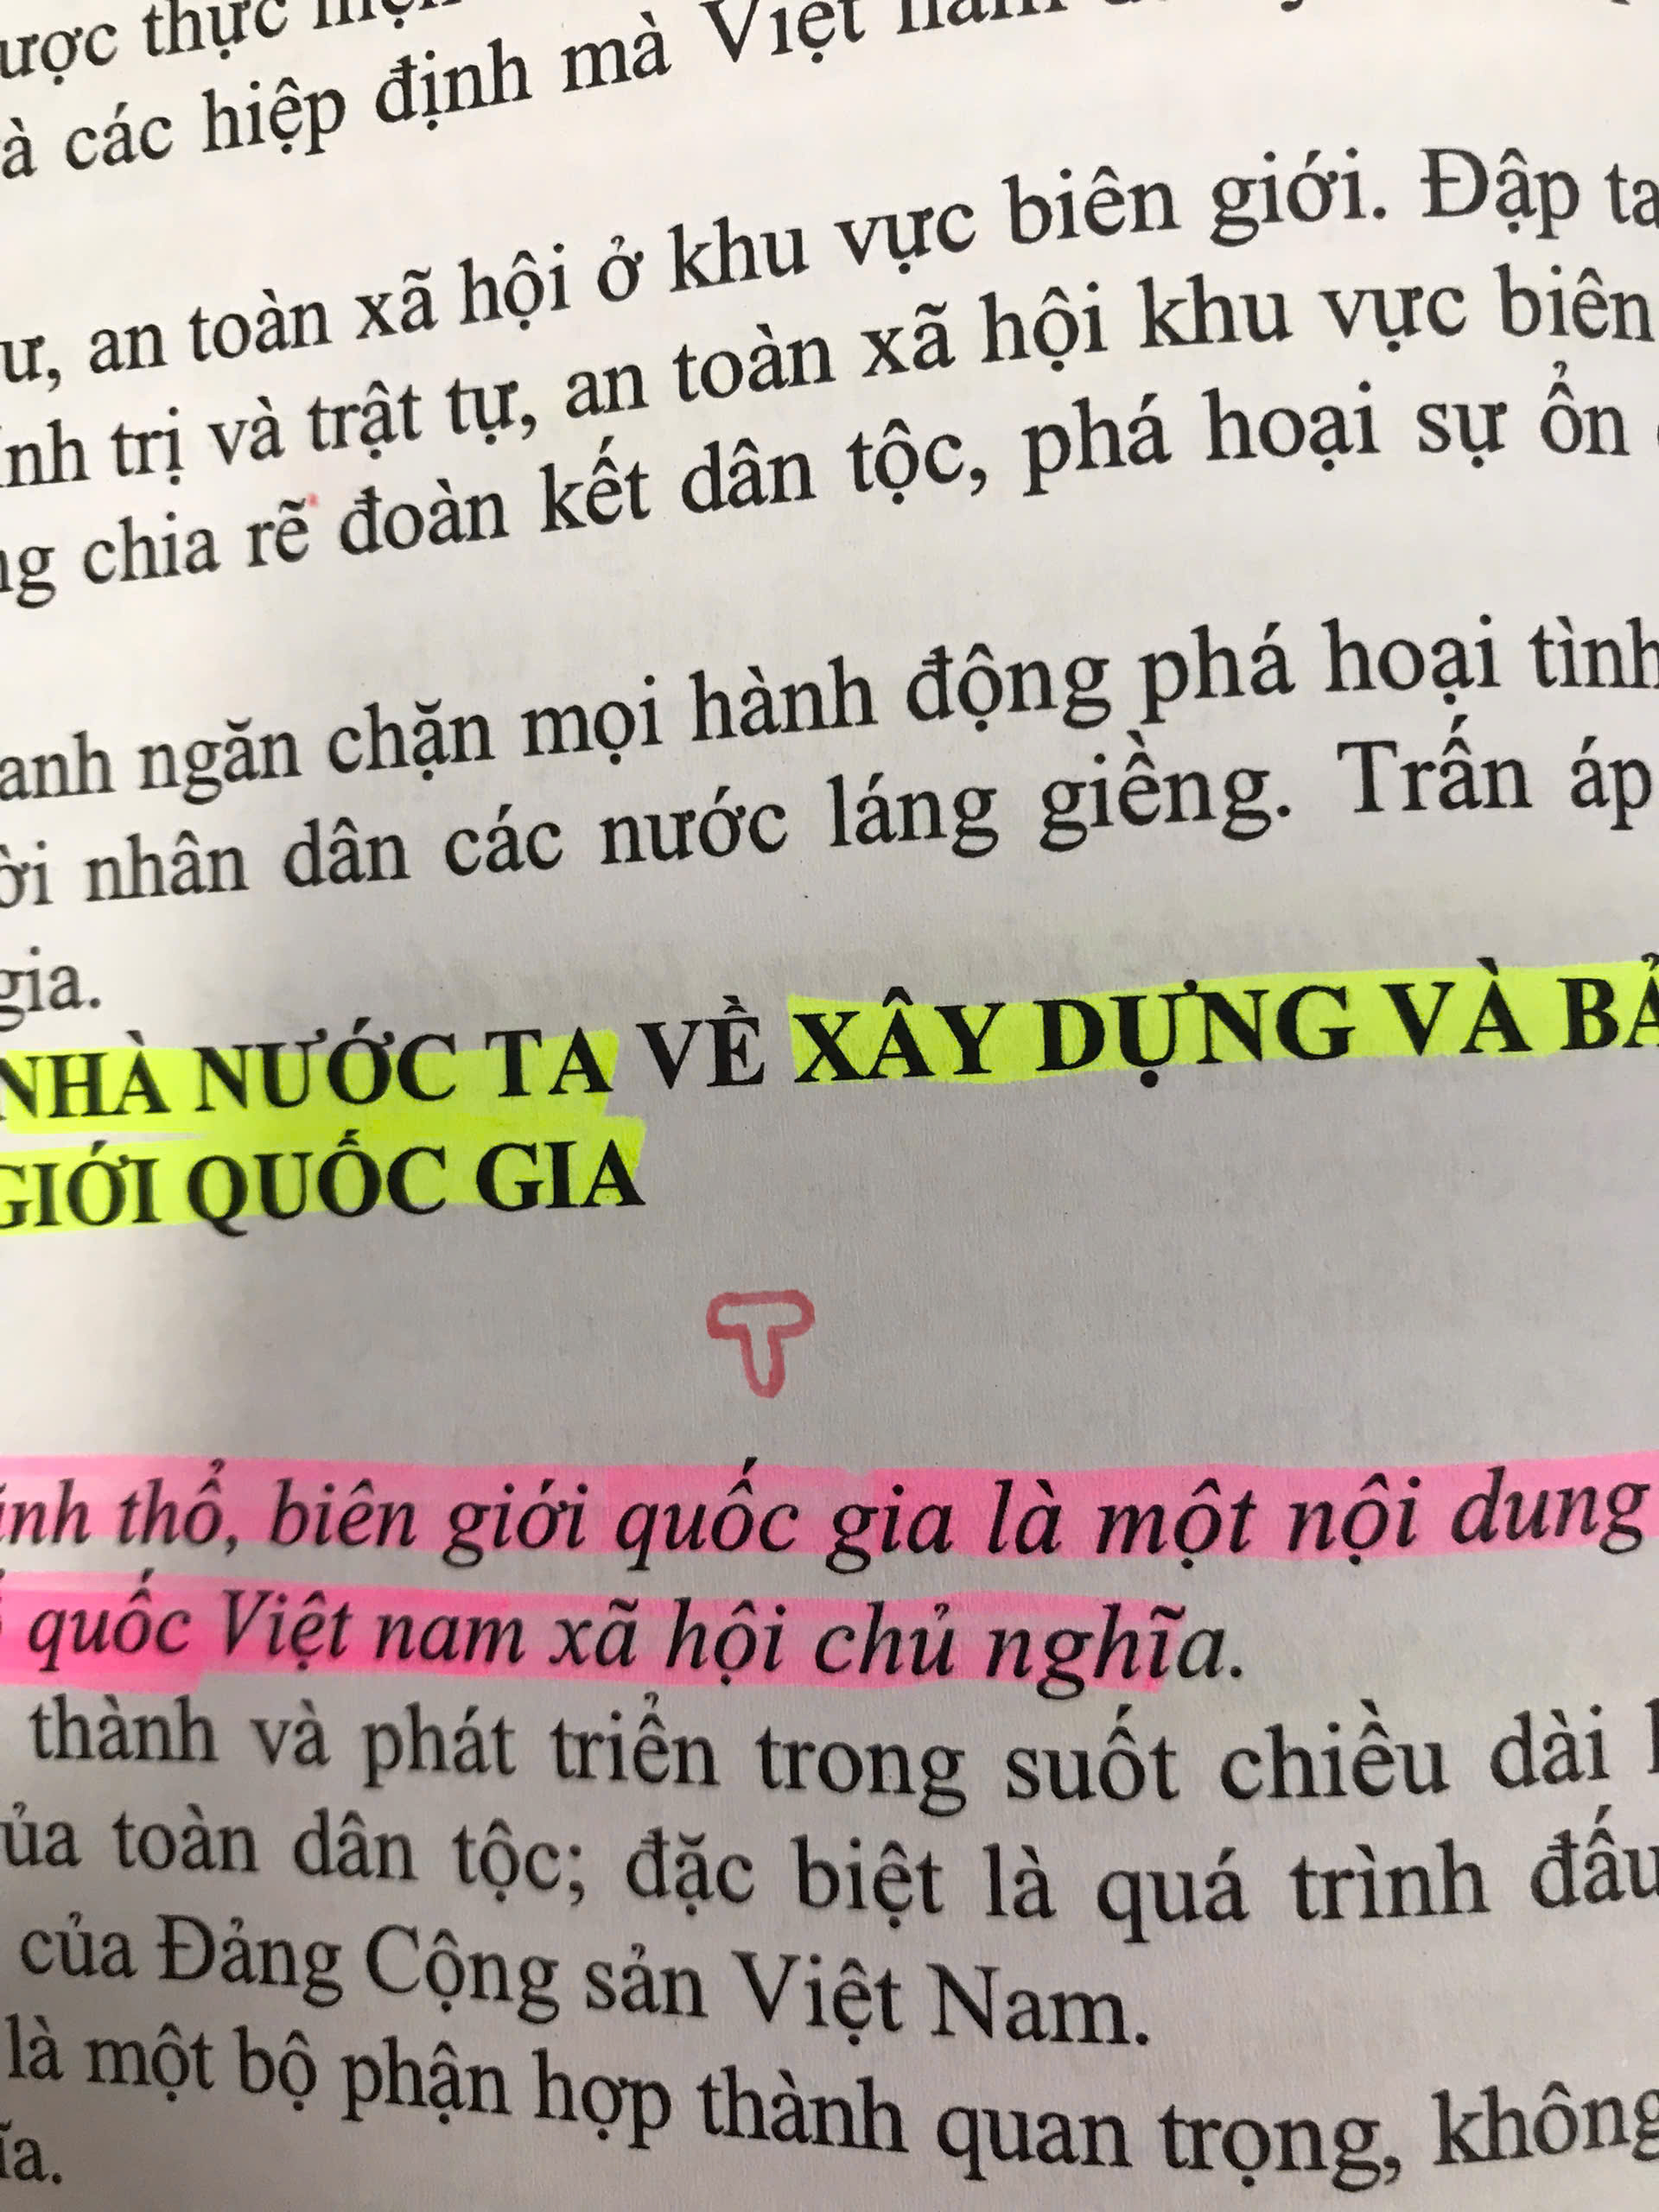 ược thực hiện
à các hiệp định mà Việt nam
ư, an toàn xã hội ở khu vực biên giới. Đập ta
nh trị và trật tự, an toàn xã hội khu vực biên
ng chia rẽ đoàn kết dân tộc, phá hoại sự ổn
anh ngăn chặn mọi hành động phá hoại tình
ời nhân dân các nước láng giềng. Trấn áp
gia.
NHÀ NƯỚC TA VỀ XÂY DỰNG VÀ BẢ
GIỚI QUỐC GIA
T
ãnh thổ, biên giới quốc gia là một nội dung
quốc Việt nam xã hội chủ nghĩa.
thành và phát triển trong suốt chiều dài
ủa toàn dân tộc; đặc biệt là quá trình đấu
của Đảng Cộng sản Việt Nam.
là một bộ phận hợp thành quan trọng, không
ĩa.